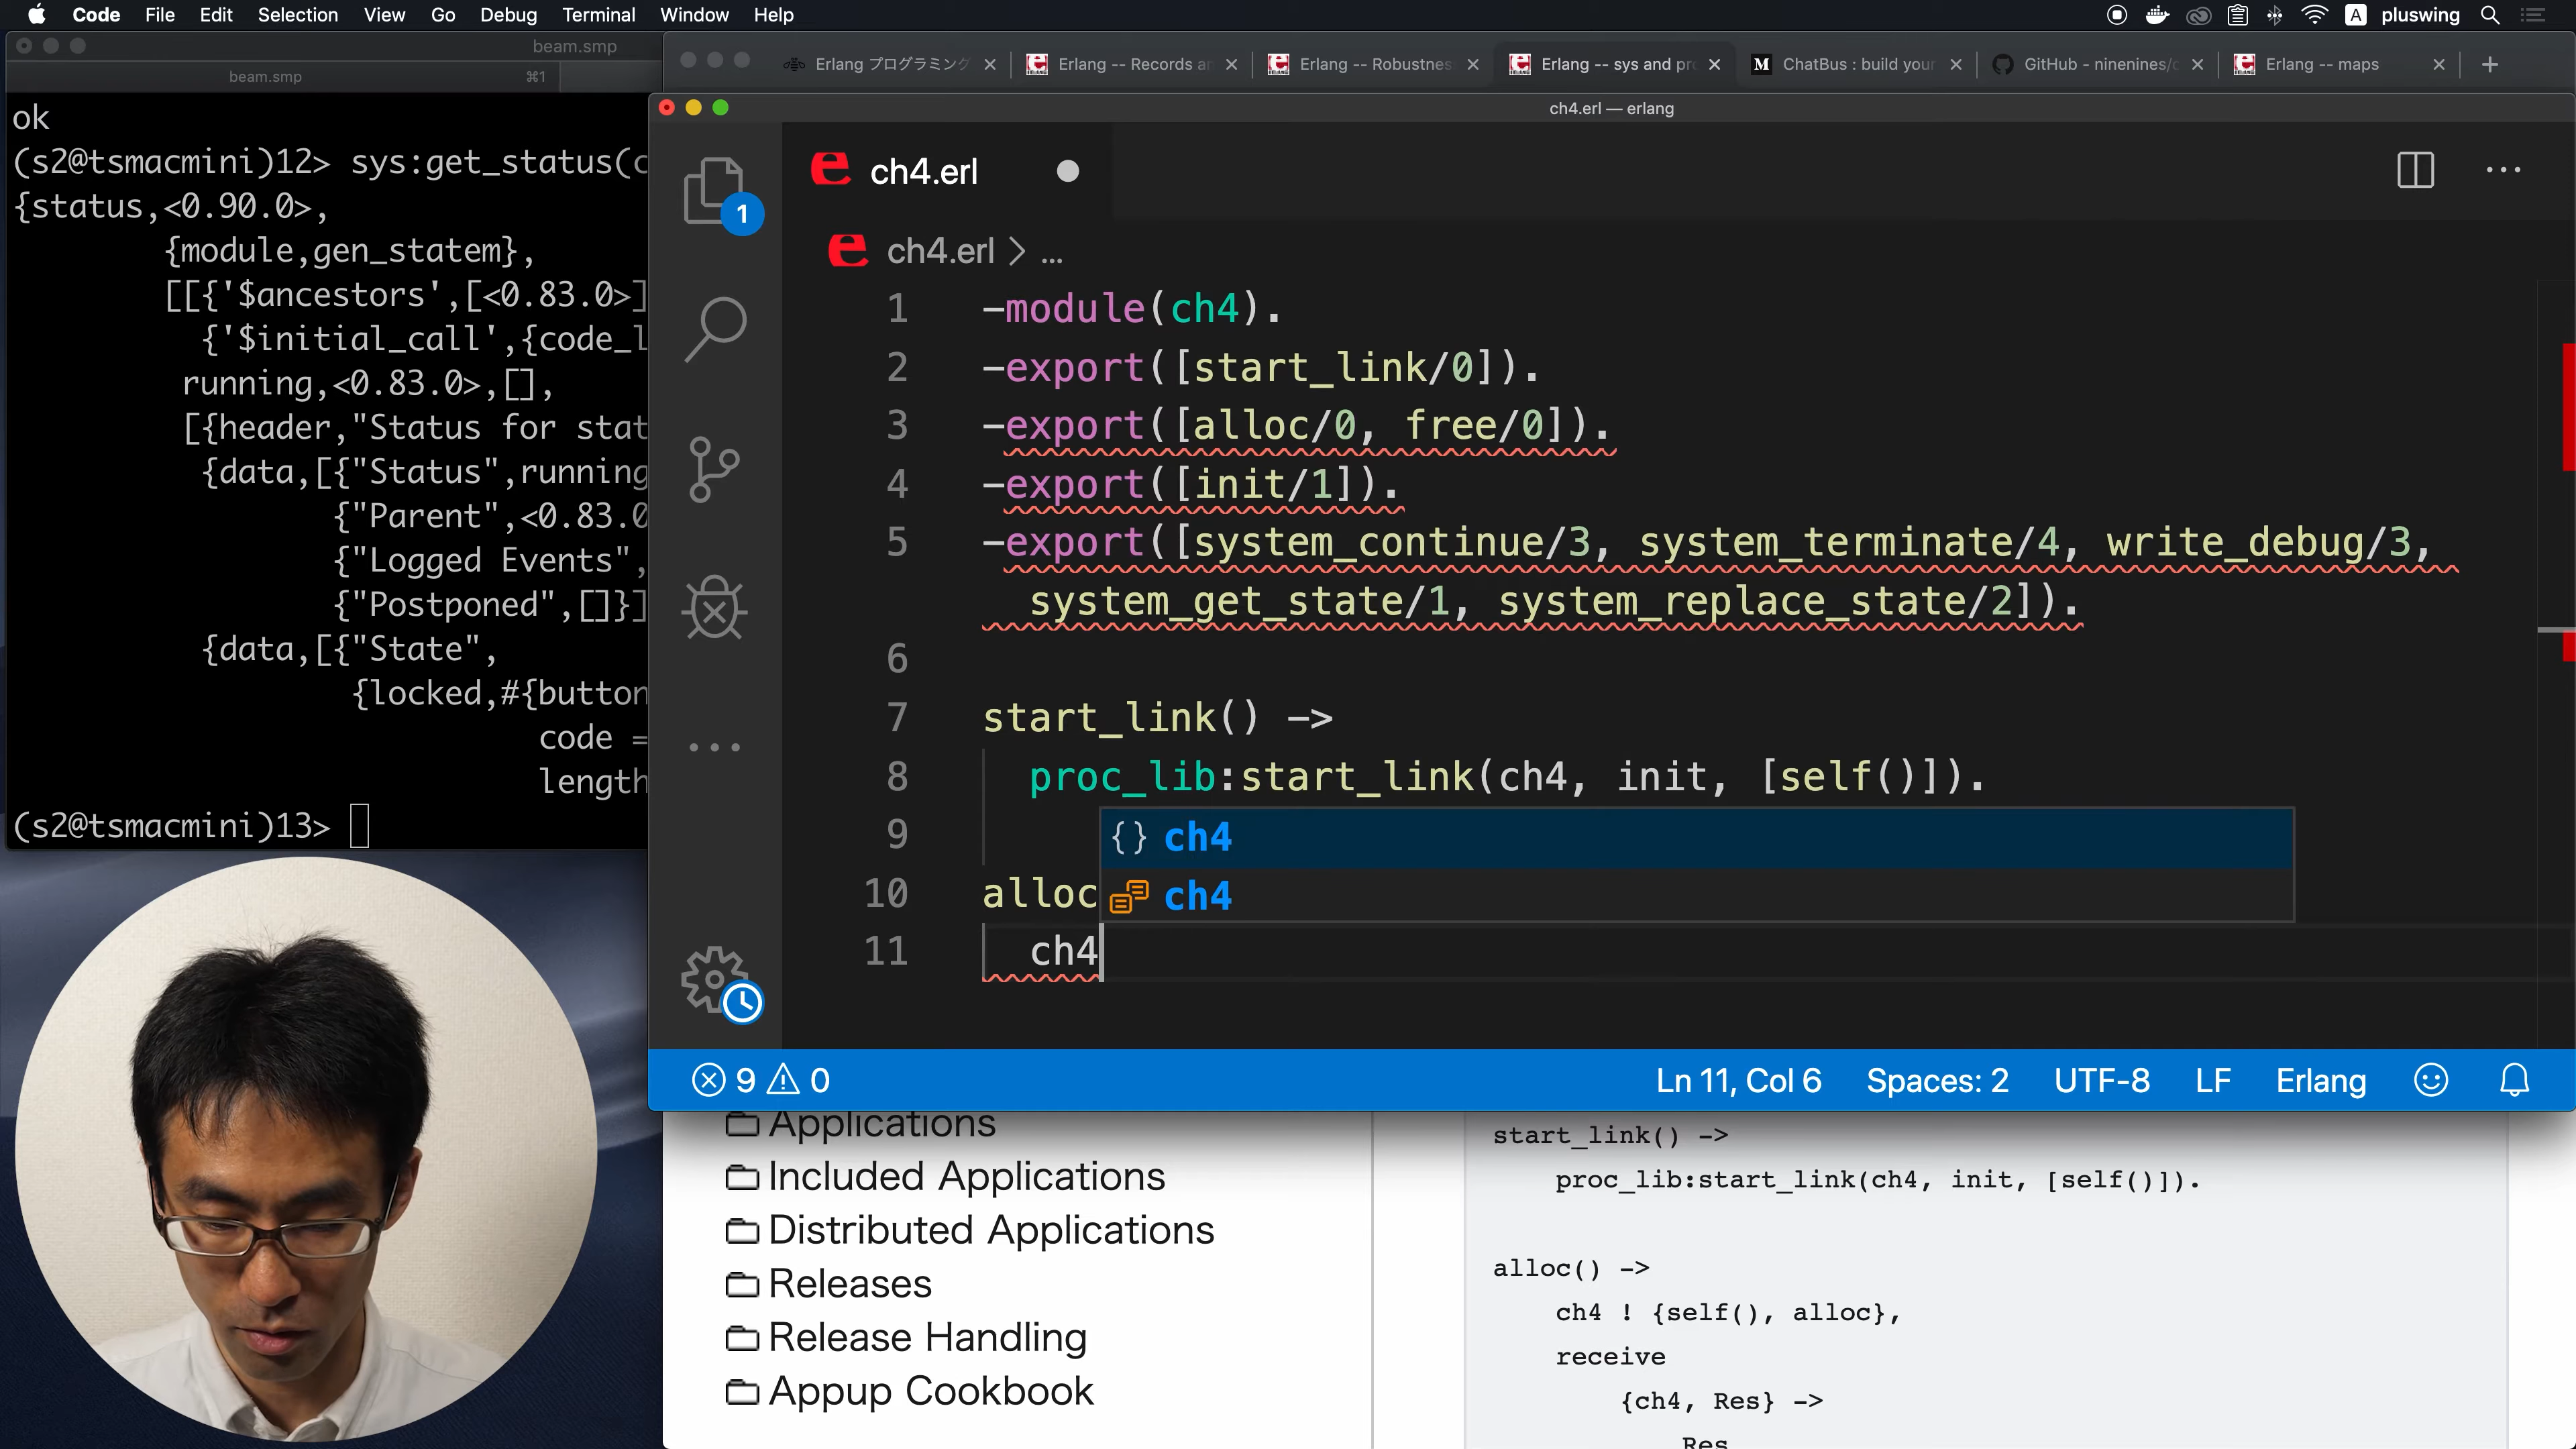 Code File Edit Selection View Go Debug Terminal Window Help
A pluswing
beam.smp
beam.smp ⌘1
ok
(s2@tsmacmini)12> sys:get_status(c
{status,<0.90.0>,
{module,gen_statem},
[[{'$ancestors',[<0.83.0>]
{'$initial_call',{code_l
running,<0.83.0>,[],
[{header,"Status for stat
{data,[{"Status",running
{"Parent",<0.83.0
{"Logged Events",
{"Postponed",[]}]
{data,[{"State",
{locked,#{button
code =
length
(s2@tsmacmini)13>
Erlang プログラミング
Erlang -- Records an
Erlang -- Robustness
Erlang -- sys and pro
M ChatBus : build your
GitHub - ninenines/c
Erlang -- maps
ch4.erl — erlang
e ch4.erl
e ch4.erl > ...
1
1 -module(ch4).
2 -export([start_link/0]).
3 -export([alloc/0, free/0]).
4 -export([init/1]).
5 -export([system_continue/3, system_terminate/4, write_debug/3,
system_get_state/1, system_replace_state/2]).
6
7 start_link() ->
8 proc_lib:start_link(ch4, init, [self()]).
9
{} ch4
10 alloc
ch4
11 ch4
9 0
Ln 11, Col 6 Spaces: 2 UTF-8 LF Erlang
Applications
Included Applications
Distributed Applications
Releases
Release Handling
Appup Cookbook
start_link() ->
proc_lib:start_link(ch4, init, [self()]).
alloc() ->
ch4 ! {self(), alloc},
receive
{ch4, Res} ->
Res